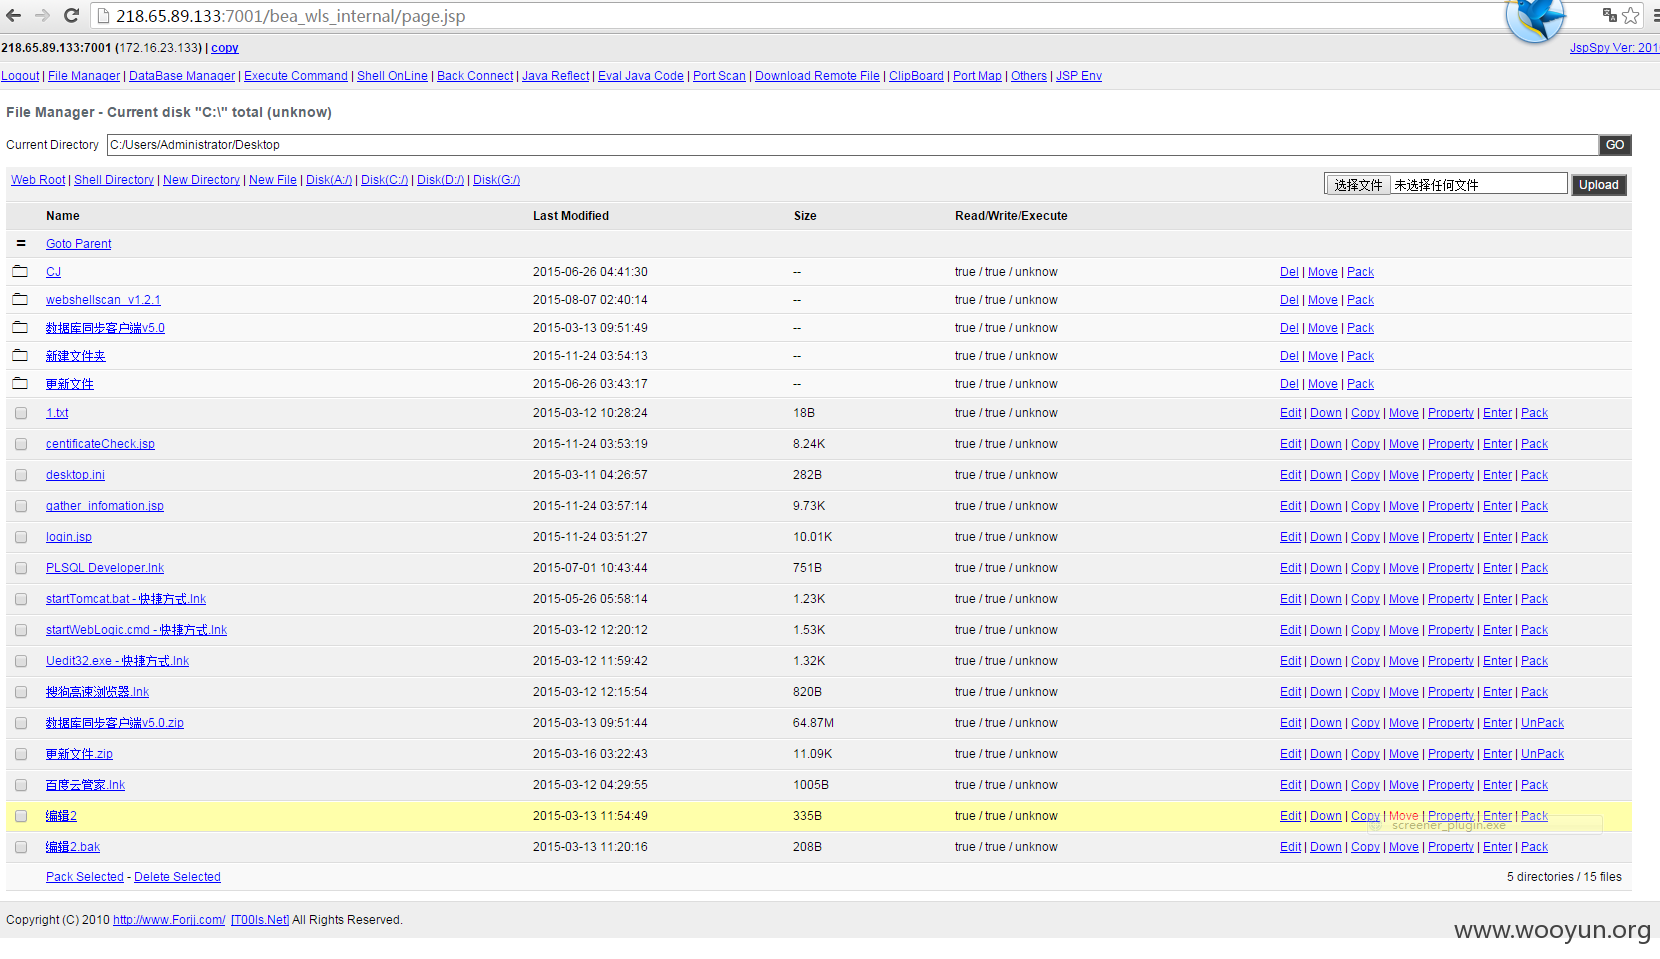 218.65.89.133:7001/bea_wls_internal/page.jsp
218.65.89.133:7001 (172.16.23.133) | copy
JspSpy Ver: 201
Logout | File Manager | DataBase Manager | Execute Command | Shell OnLine | Back Connect | Java Reflect | Eval Java Code | Port Scan | Download Remote File | ClipBoard | Port Map | Others | JSP Env
File Manager - Current disk "C:\" total (unknow)
Current Directory C:/Users/Administrator/Desktop GO
Web Root | Shell Directory | New Directory | New File | Disk(A:/) | Disk(C:/) | Disk(D:/) | Disk(G:/) 选择文件 未选择任何文件 Upload
Name Last Modified Size Read/Write/Execute
= Goto Parent
CJ 2015-06-26 04:41:30 -- true / true / unknow Del | Move | Pack
webshellscan_v1.2.1 2015-08-07 02:40:14 -- true / true / unknow Del | Move | Pack
数据库同步客户端v5.0 2015-03-13 09:51:49 -- true / true / unknow Del | Move | Pack
新建文件夹 2015-11-24 03:54:13 -- true / true / unknow Del | Move | Pack
更新文件 2015-06-26 03:43:17 -- true / true / unknow Del | Move | Pack
1.txt 2015-03-12 10:28:24 18B true / true / unknow Edit | Down | Copy | Move | Property | Enter | Pack
centificateCheck.jsp 2015-11-24 03:53:19 8.24K true / true / unknow Edit | Down | Copy | Move | Property | Enter | Pack
desktop.ini 2015-03-11 04:26:57 282B true / true / unknow Edit | Down | Copy | Move | Property | Enter | Pack
gather_infomation.jsp 2015-11-24 03:57:14 9.73K true / true / unknow Edit | Down | Copy | Move | Property | Enter | Pack
login.jsp 2015-11-24 03:51:27 10.01K true / true / unknow Edit | Down | Copy | Move | Property | Enter | Pack
PLSQL Developer.lnk 2015-07-01 10:43:44 751B true / true / unknow Edit | Down | Copy | Move | Property | Enter | Pack
startTomcat.bat - 快捷方式.lnk 2015-05-26 05:58:14 1.23K true / true / unknow Edit | Down | Copy | Move | Property | Enter | Pack
startWebLogic.cmd - 快捷方式.lnk 2015-03-12 12:20:12 1.53K true / true / unknow Edit | Down | Copy | Move | Property | Enter | Pack
Uedit32.exe - 快捷方式.lnk 2015-03-12 11:59:42 1.32K true / true / unknow Edit | Down | Copy | Move | Property | Enter | Pack
搜狗高速浏览器.lnk 2015-03-12 12:15:54 820B true / true / unknow Edit | Down | Copy | Move | Property | Enter | Pack
数据库同步客户端v5.0.zip 2015-03-13 09:51:44 64.87M true / true / unknow Edit | Down | Copy | Move | Property | Enter | UnPack
更新文件.zip 2015-03-16 03:22:43 11.09K true / true / unknow Edit | Down | Copy | Move | Property | Enter | UnPack
百度云管家.lnk 2015-03-12 04:29:55 1005B true / true / unknow Edit | Down | Copy | Move | Property | Enter | Pack
编辑2 2015-03-13 11:54:49 335B true / true / unknow Edit | Down | Copy | Move | Property | Enter | Pack
screener_plugin.exe
编辑2.bak 2015-03-13 11:20:16 208B true / true / unknow Edit | Down | Copy | Move | Property | Enter | Pack
Pack Selected - Delete Selected 5 directories / 15 files
Copyright (C) 2010 http://www.Forjj.com/ [T00ls.Net] All Rights Reserved.
www.wooyun.org